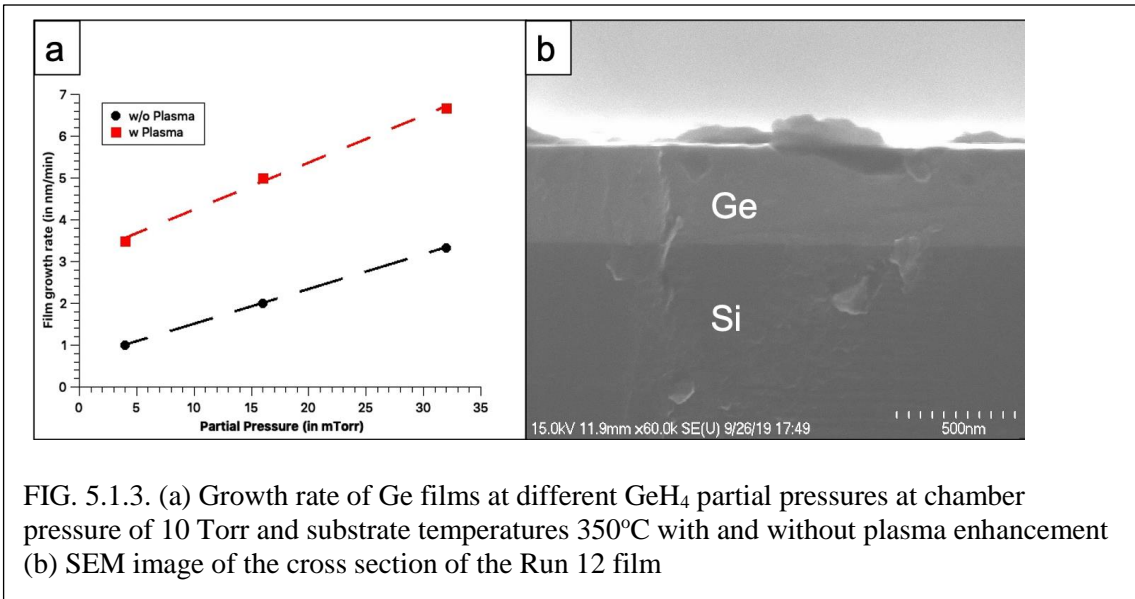 a
7
6
5
4
3
2
1
0
Film growth rate (in nm/min)
w/o Plasma
w Plasma
0 5 10 15 20 25 30 35
Partial Pressure (in mTorr)
b
Ge
Si
15.0kV 11.9mm x60.0k SE(U) 9/26/19 17:49 500nm
FIG. 5.1.3. (a) Growth rate of Ge films at different GeH₄ partial pressures at chamber
pressure of 10 Torr and substrate temperatures 350ºC with and without plasma enhancement
(b) SEM image of the cross section of the Run 12 film